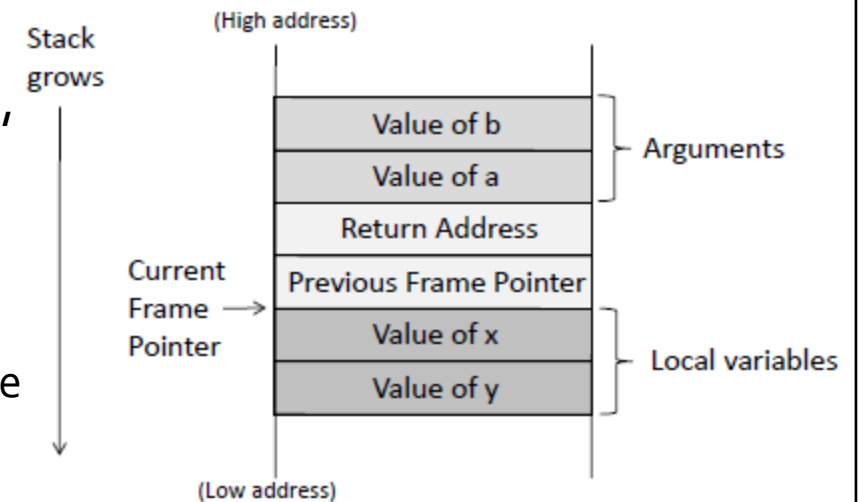 (High address)
Stack
grows
,
Value of b
Value of a
Arguments
Return Address
Previous Frame Pointer
Current
Frame
Pointer
Value of x
Value of y
Local variables
e
(Low address)